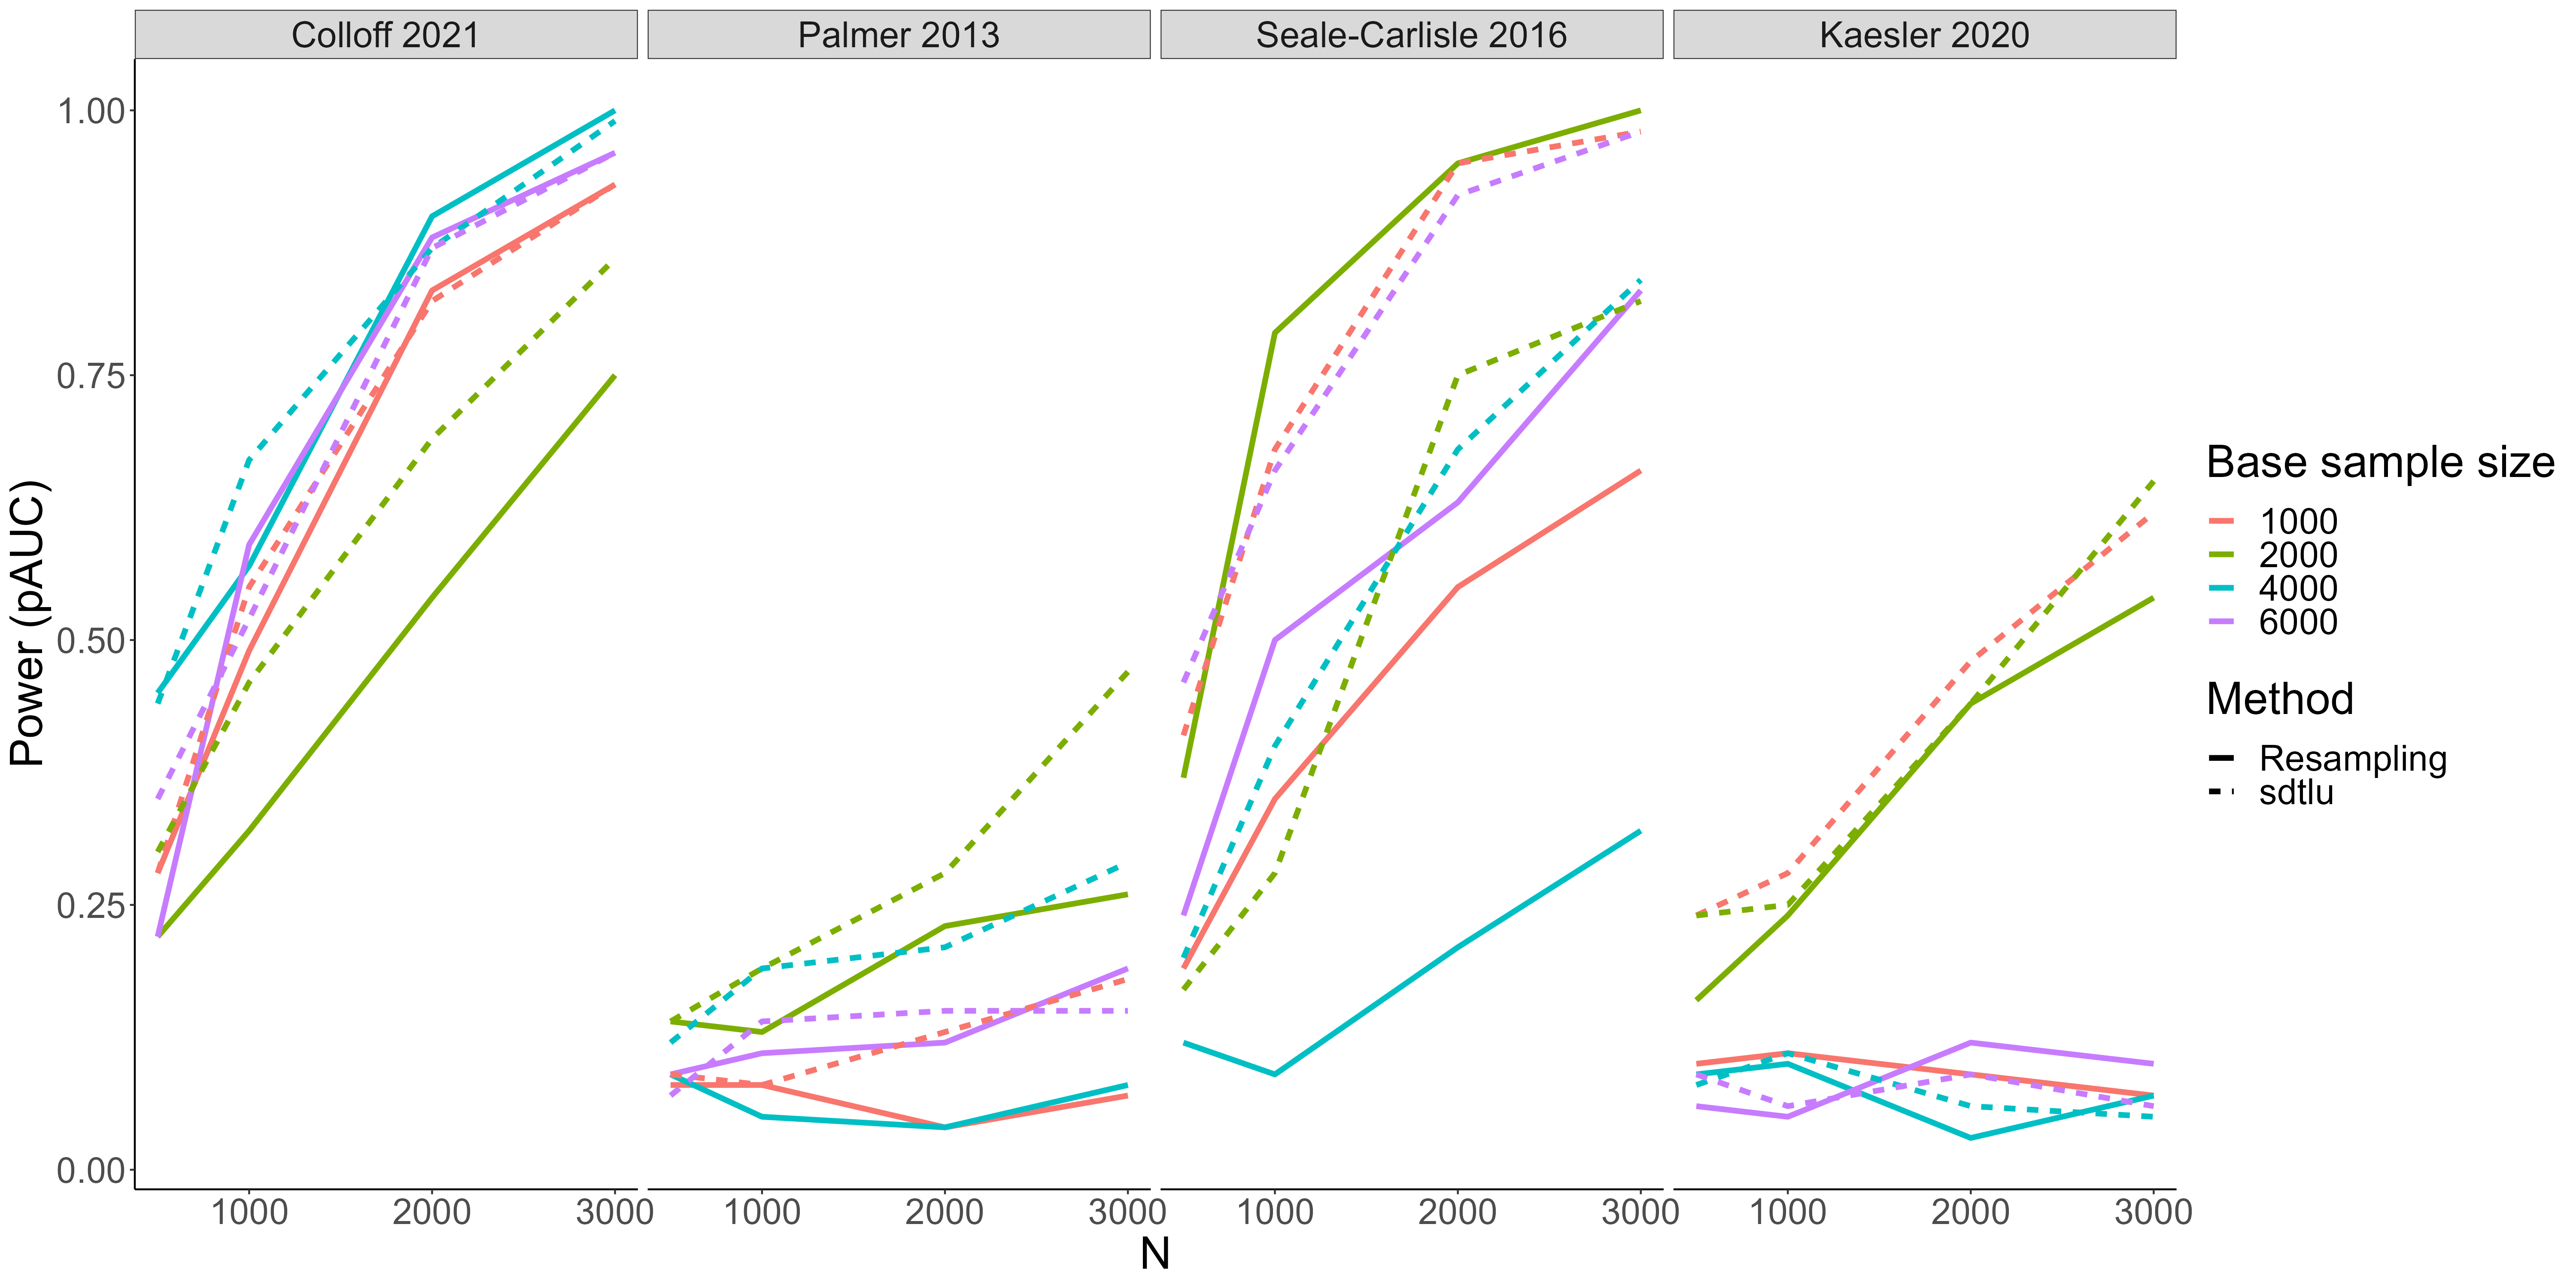 Colloff 2021
Palmer 2013
Seale-Carlisle 2016
Kaesler 2020
Power (pAUC)
1.00
0.75
0.50
0.25
0.00
1000 2000 3000
1000 2000 3000
1000 2000 3000
1000 2000 3000
N
Base sample size
1000
2000
4000
6000
Method
Resampling
sdtlu